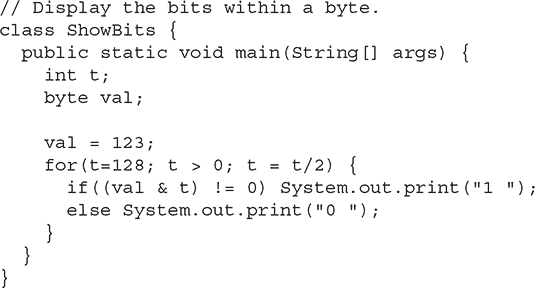 // Display the bits within a byte.
class ShowBits {
  public static void main(String[] args) {
    int t;
    byte val;

    val = 123;
    for(t=128; t > 0; t = t/2) {
      if((val & t) != 0) System.out.print("1 ");
      else System.out.print("0 ");
    }
  }
}